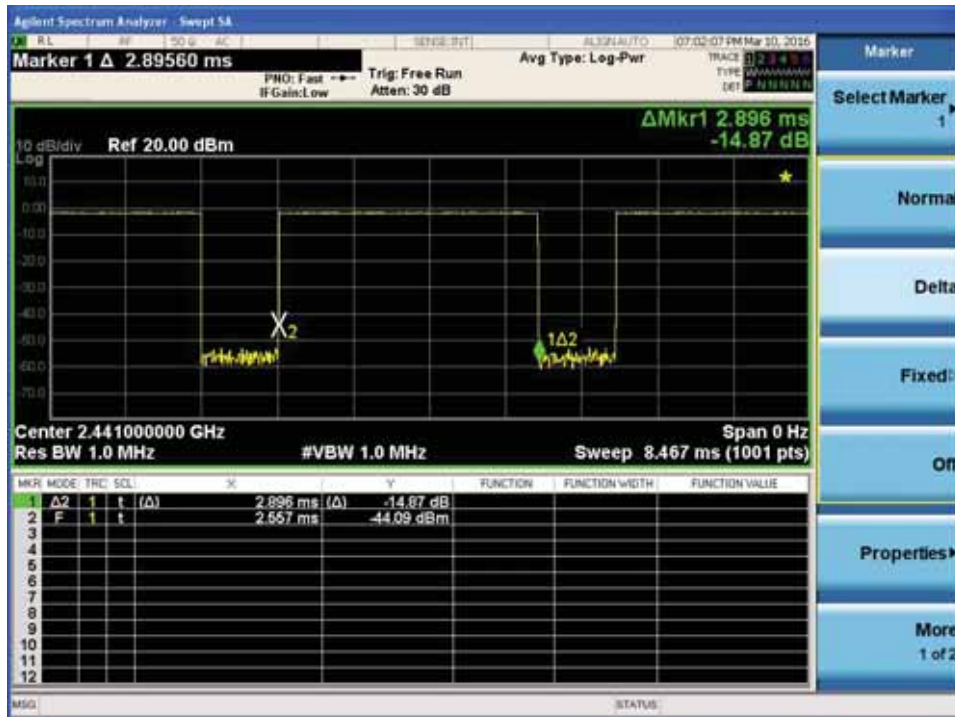 Agilent Spectrum Analyzer - Swept SA
RL RF 50 Ω AC SENSE:INT ALIGNAUTO 07:02:07 PM Mar 10, 2016
Marker 1 Δ 2.89560 ms
PNO: Fast
IFGain:Low
Trig: Free Run
Atten: 30 dB
Avg Type: Log-Pwr
TRACE 1 2 3 4 5 6
TYPE
DET P N N N N N
ΔMkr1 2.896 ms
-14.87 dB
10 dB/div Ref 20.00 dBm
Log
10.0
0.00
-10.0
-20.0
-30.0
-40.0
-50.0
-60.0
-70.0
X2
1Δ2
Center 2.441000000 GHz Span 0 Hz
Res BW 1.0 MHz #VBW 1.0 MHz Sweep 8.467 ms (1001 pts)
MKR MODE TRC SCL X Y FUNCTION FUNCTION WIDTH FUNCTION VALUE
1 Δ2 1 t (Δ) 2.896 ms (Δ) -14.87 dB
2 F 1 t 2.557 ms -44.09 dBm
3
4
5
6
7
8
9
10
11
12
MSG STATUS
Marker
Select Marker
1
Normal
Delta
Fixed
Off
Properties
More
1 of 2